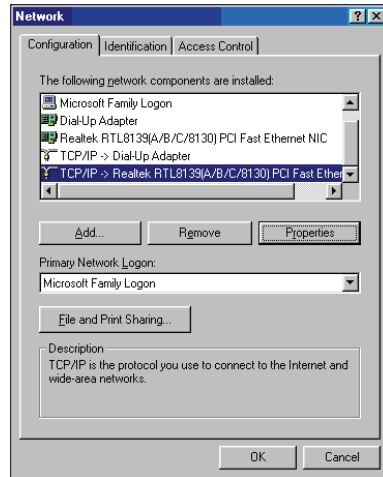 Network
Configuration Identification Access Control
The following network components are installed:
Microsoft Family Logon
Dial-Up Adapter
Realtek RTL8139(A/B/C/8130) PCI Fast Ethernet NIC
TCP/IP -> Dial-Up Adapter
TCP/IP -> Realtek RTL8139(A/B/C/8130) PCI Fast Ether
Add... Remove Properties
Primary Network Logon:
Microsoft Family Logon
File and Print Sharing...
Description
TCP/IP is the protocol you use to connect to the Internet and
wide-area networks.
OK Cancel